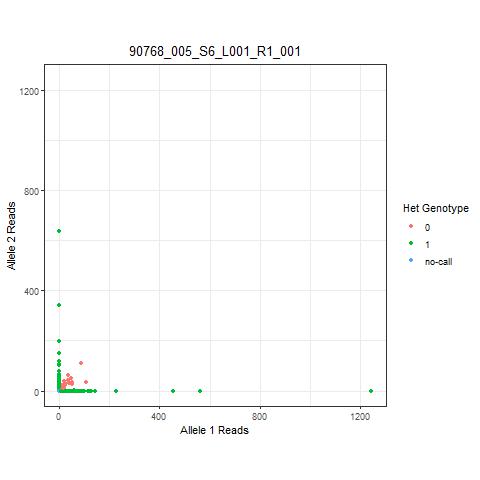 90768_005_S6_L001_R1_001
Allele 2 Reads
1200
800
400
0
0
400
800
1200
Allele 1 Reads
Het Genotype
0
1
no-call